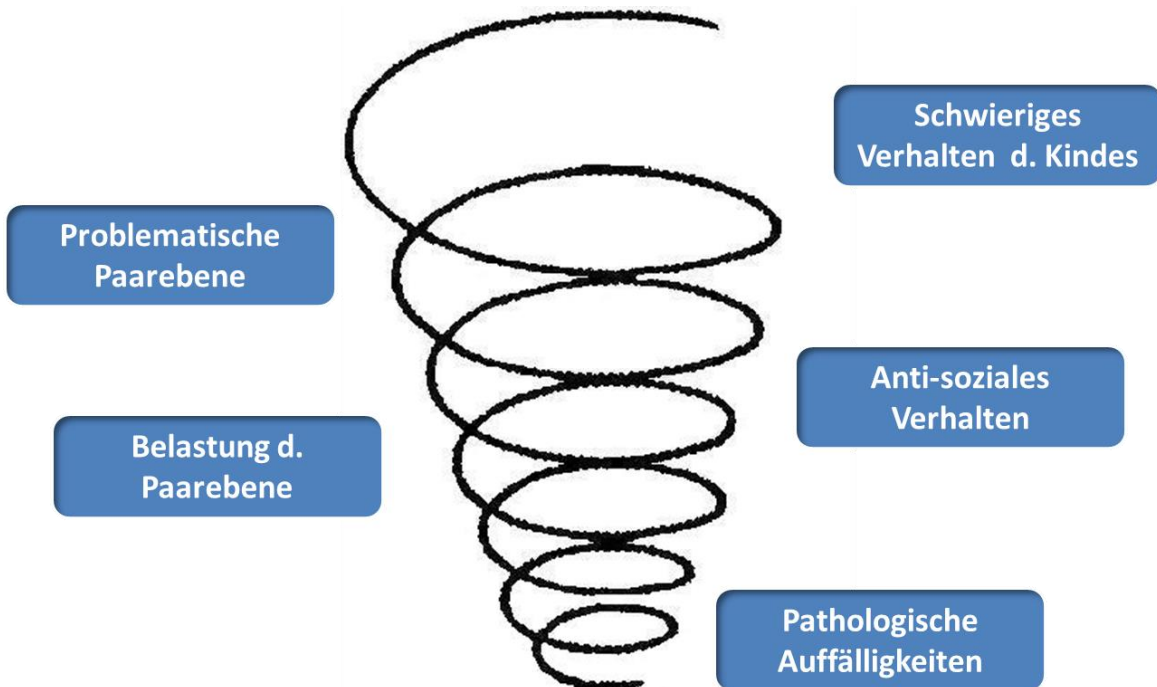 Schwieriges
Verhalten d. Kindes
Problematische
Paarebene
Anti-soziales
Verhalten
Belastung d.
Paarebene
Pathologische
Auffälligkeiten